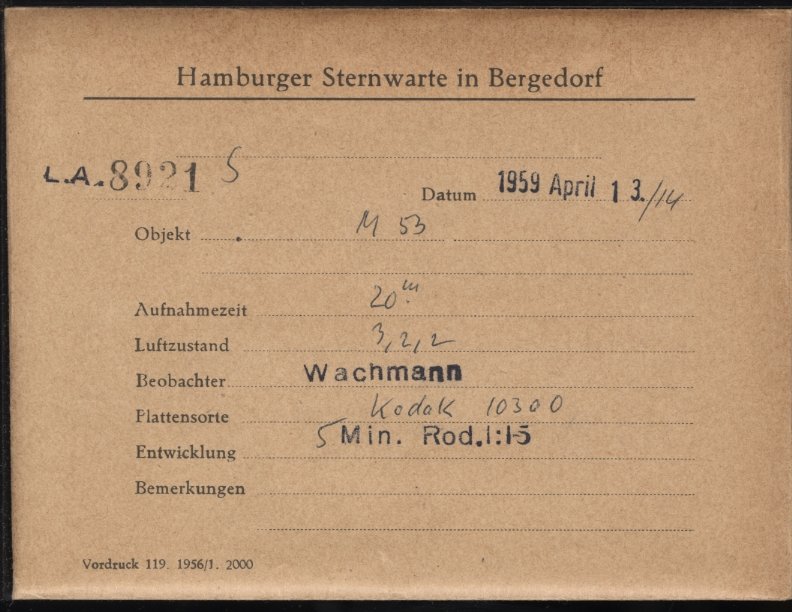 Hamburger Sternwarte in Bergedorf
L.A. 8921 S
Datum 1959 April 13./14
Objekt M 53
Aufnahmezeit 20ᵐ
Luftzustand 3,2,2
Beobachter Wachmann
Plattensorte Kodak 10300
Entwicklung 5 Min. Rod.1:15
Bemerkungen
Vordruck 119. 1956/1. 2000